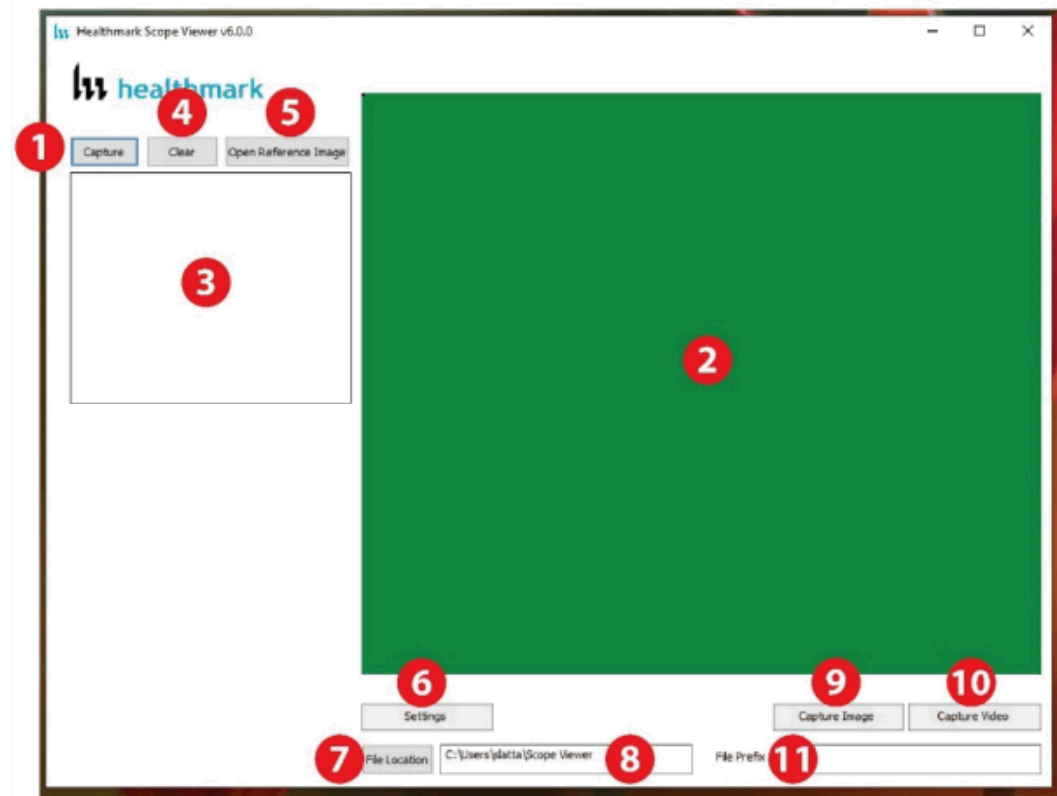 Healthmark Scope Viewer v6.0.0
healthmark
4 5
1 Capture Clear Open Reference Image
3
2
6 9 10
Settings Capture Image Capture Video
7 File Location C:\Users\slatta\Scope Viewer 8 File Prefix 11